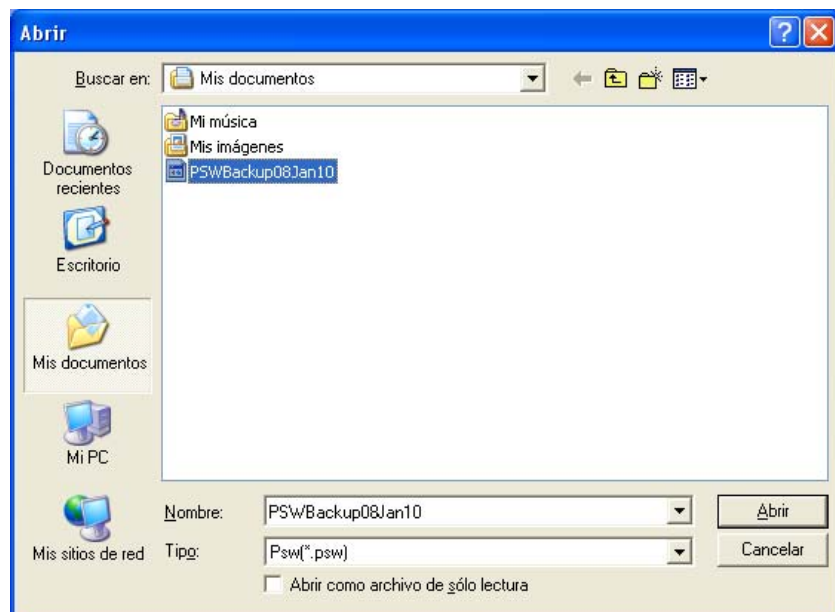 Abrir
Buscar en: Mis documentos
Mi música
Mis imágenes
PSWBackup08Jan10
Documentos
recientes
Escritorio
Mis documentos
Mi PC
Mis sitios de red
Nombre: PSWBackup08Jan10 Abrir
Tipo: Psw(*.psw) Cancelar
Abrir como archivo de sólo lectura